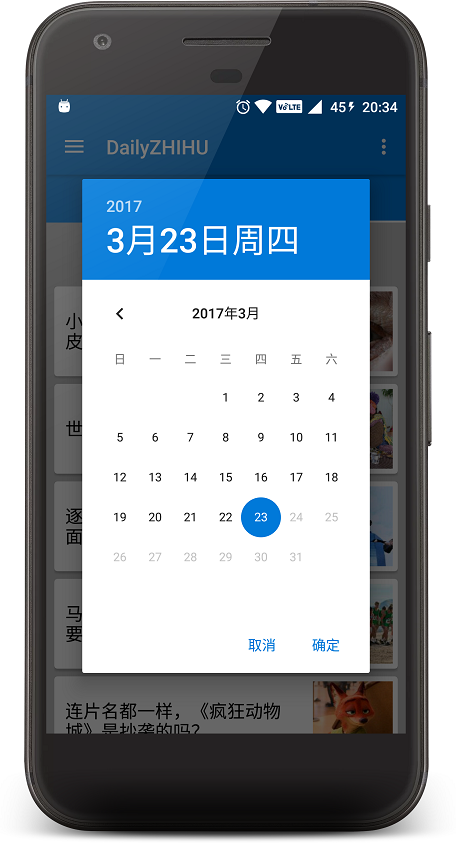 VoLTE 45 20:34
DailyZHIHU
2017
3月23日周四
2017年3月
日 一 二 三 四 五 六
1 2 3 4
5 6 7 8 9 10 11
12 13 14 15 16 17 18
19 20 21 22 23 24 25
26 27 28 29 30 31
取消 确定
小
皮
世
逐
面
马
要
连片名都一样，《疯狂动物
城》是抄袭的吗？